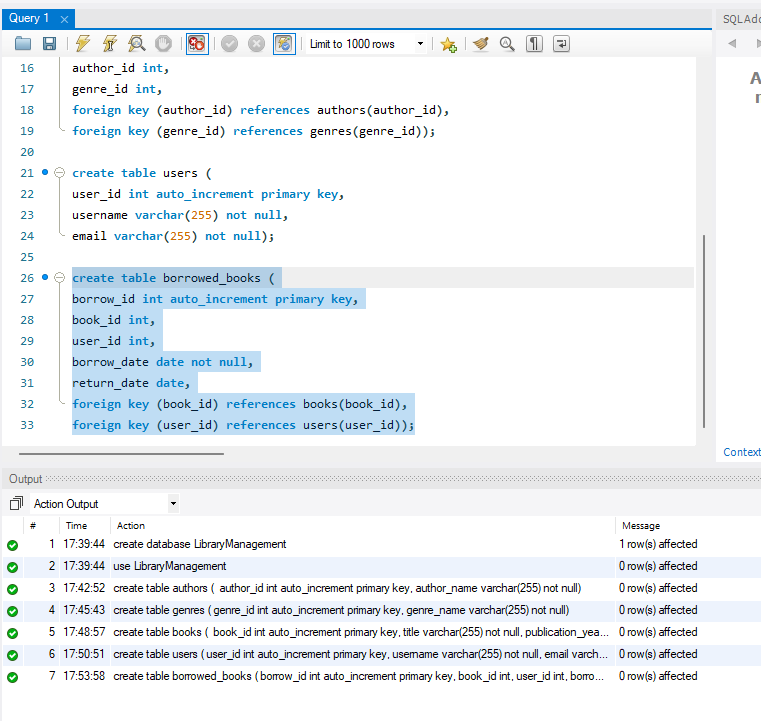 Query 1
SQLAdd
Limit to 1000 rows
16 author_id int,
17 genre_id int,
18 foreign key (author_id) references authors(author_id),
19 foreign key (genre_id) references genres(genre_id));
20
21 create table users (
22 user_id int auto_increment primary key,
23 username varchar(255) not null,
24 email varchar(255) not null);
25
26 create table borrowed_books (
27 borrow_id int auto_increment primary key,
28 book_id int,
29 user_id int,
30 borrow_date date not null,
31 return_date date,
32 foreign key (book_id) references books(book_id),
33 foreign key (user_id) references users(user_id));
Context
Output
Action Output
# Time Action Message
1 17:39:44 create database LibraryManagement 1 row(s) affected
2 17:39:44 use LibraryManagement 0 row(s) affected
3 17:42:52 create table authors ( author_id int auto_increment primary key, author_name varchar(255) not null) 0 row(s) affected
4 17:45:43 create table genres ( genre_id int auto_increment primary key, genre_name varchar(255) not null) 0 row(s) affected
5 17:48:57 create table books ( book_id int auto_increment primary key, title varchar(255) not null, publication_yea... 0 row(s) affected
6 17:50:51 create table users ( user_id int auto_increment primary key, username varchar(255) not null, email varch... 0 row(s) affected
7 17:53:58 create table borrowed_books ( borrow_id int auto_increment primary key, book_id int, user_id int, borro... 0 row(s) affected